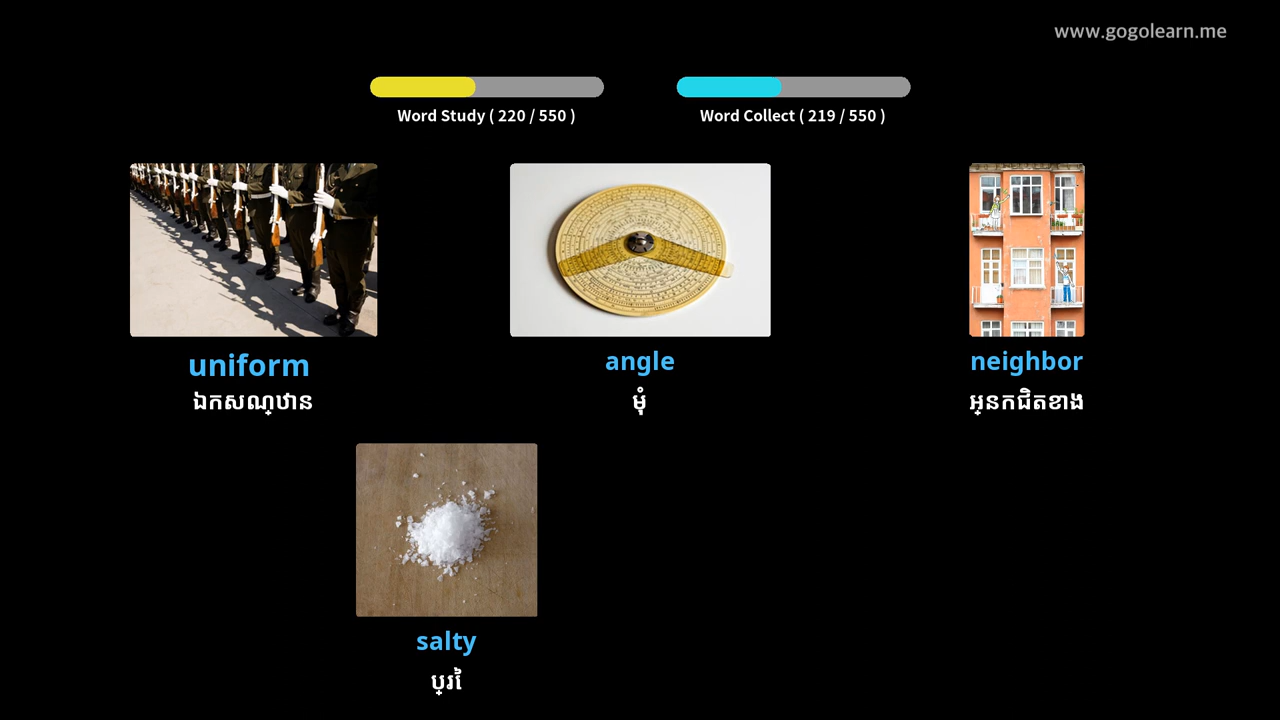 www.gogolearn.me
Word Study ( 220 / 550 )
Word Collect ( 219 / 550 )
uniform
angle
neighbor
ឯកសណ្ឋាន
មុំ
អ្នកជិតខាង
salty
ប្រៃ